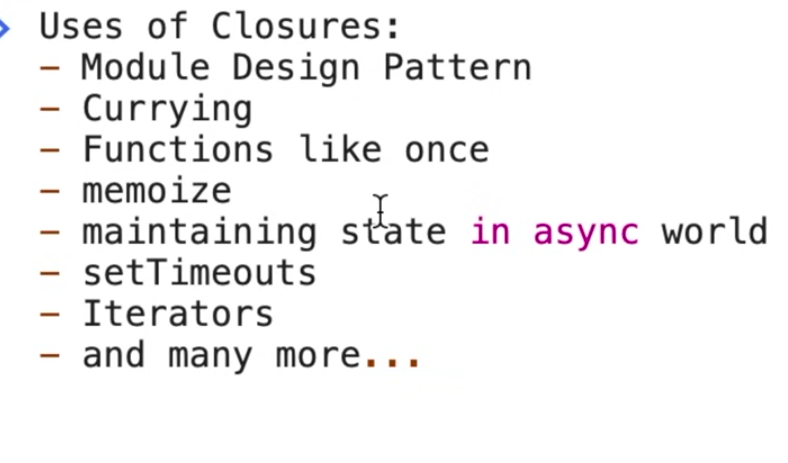 Uses of Closures:
- Module Design Pattern
- Currying
- Functions like once
- memoize
- maintaining state in async world
- setTimeouts
- Iterators
- and many more...